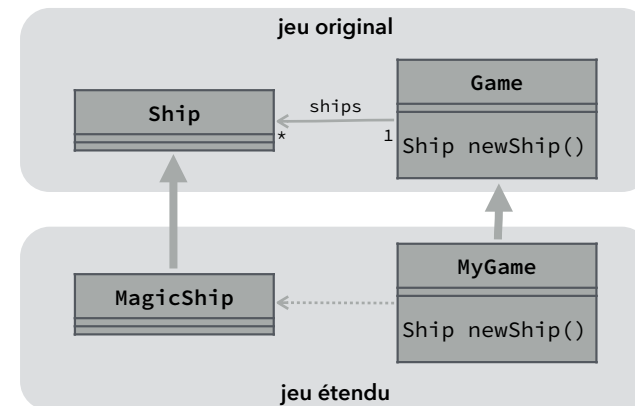 jeu original
Ship
ships
*
1
Game
Ship newShip()
MagicShip
MyGame
Ship newShip()
jeu étendu